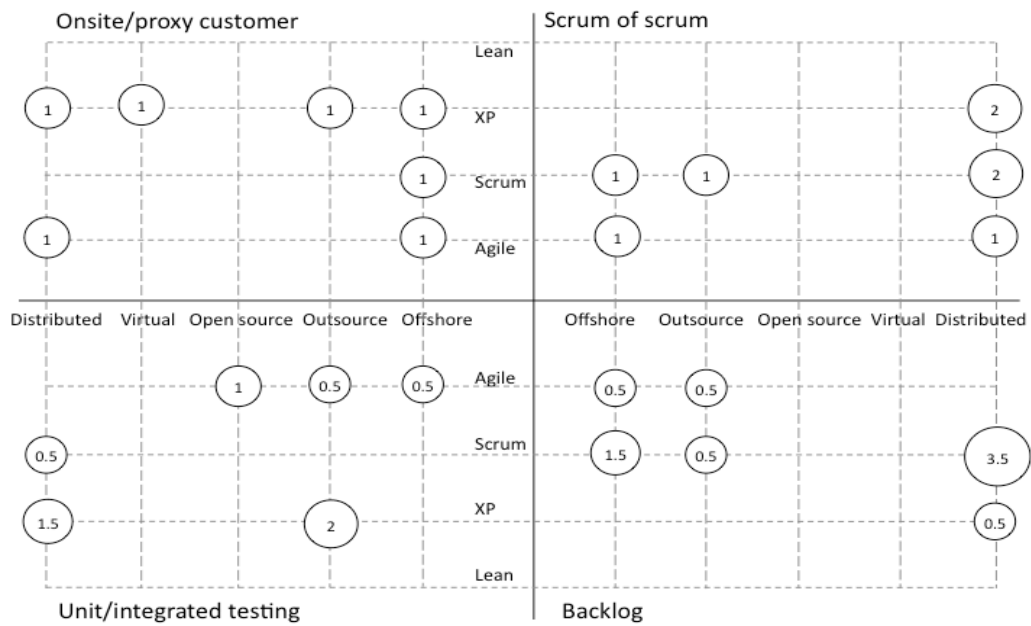 Onsite/proxy customer Scrum of scrum
Lean
1 1 1 1 XP 2
1 Scrum 1 1 2
1 1 Agile 1 1
Distributed Virtual Open source Outsource Offshore Offshore Outsource Open source Virtual Distributed
1 0.5 0.5 Agile 0.5 0.5
0.5 Scrum 1.5 0.5 3.5
1.5 2 XP 0.5
Lean
Unit/integrated testing Backlog